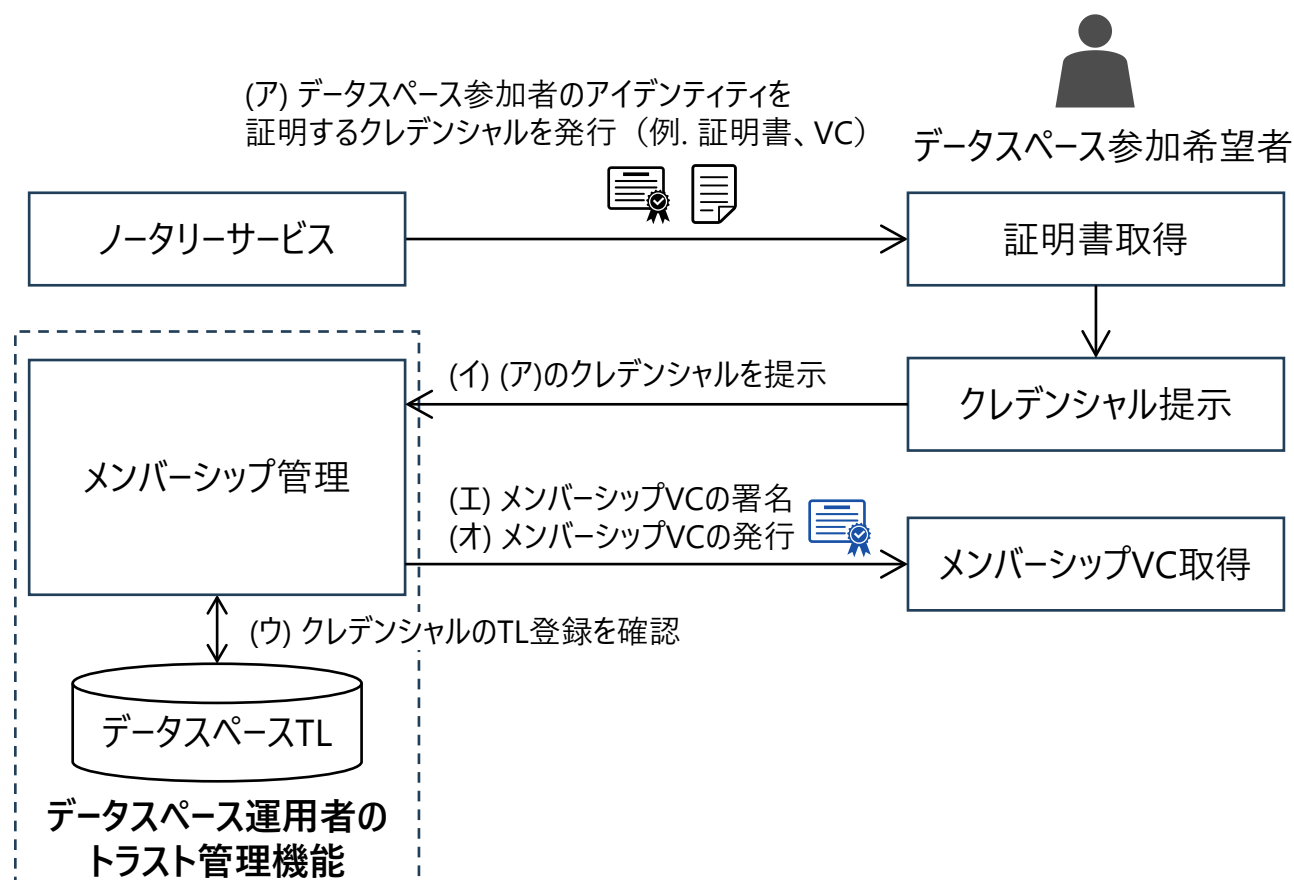 (ア) データスペース参加者のアイデンティティを
証明するクレデンシャルを発行（例. 証明書、VC）
データスペース参加希望者
ノータリーサービス
証明書取得
(イ) (ア)のクレデンシャルを提示
クレデンシャル提示
メンバーシップ管理
(エ) メンバーシップVCの署名
(オ) メンバーシップVCの発行
メンバーシップVC取得
(ウ) クレデンシャルのTL登録を確認
データスペースTL
データスペース運用者の
トラスト管理機能